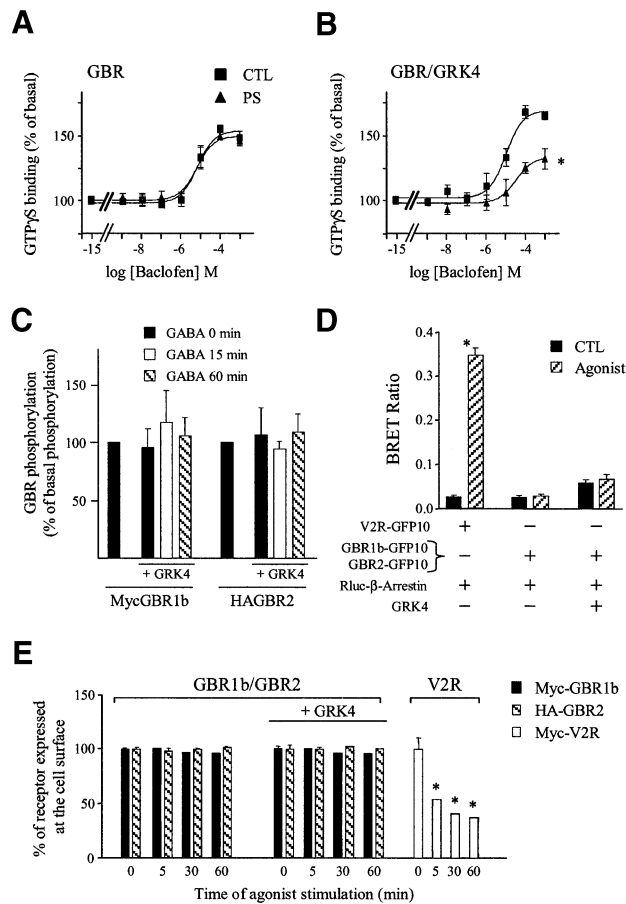 A
GBR
CTL
PS
GTPγS binding (% of basal)
150
100
-15
-8
-6
-4
log [Baclofen] M
B
GBR/GRK4
GTPγS binding (% of basal)
150
100
*
-15
-8
-6
-4
log [Baclofen] M
C
GABA 0 min
GABA 15 min
GABA 60 min
GBR phosphorylation
(% of basal phosphorylation)
150
100
50
+ GRK4
+ GRK4
MycGBR1b
HAGBR2
D
CTL
Agonist
BRET Ratio
0.4
0.3
0.2
0.1
0.0
*
V2R-GFP10 + − −
GBR1b-GFP10
GBR2-GFP10
− + +
Rluc-β-Arrestin + + +
GRK4 − − +
E
GBR1b/GBR2
V2R
+ GRK4
Myc-GBR1b
HA-GBR2
Myc-V2R
% of receptor expressed
at the cell surface
150
100
50
0
* * *
0 5 30 60 0 5 30 60 0 5 30 60
Time of agonist stimulation (min)